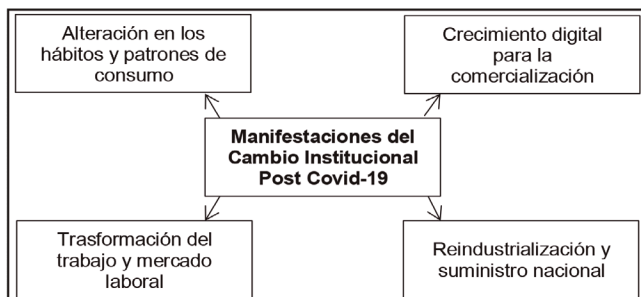 Alteración en los
hábitos y patrones de
consumo
Crecimiento digital
para la
comercialización
Manifestaciones del
Cambio Institucional
Post Covid-19
Trasformación del
trabajo y mercado
laboral
Reindustrialización y
suministro nacional